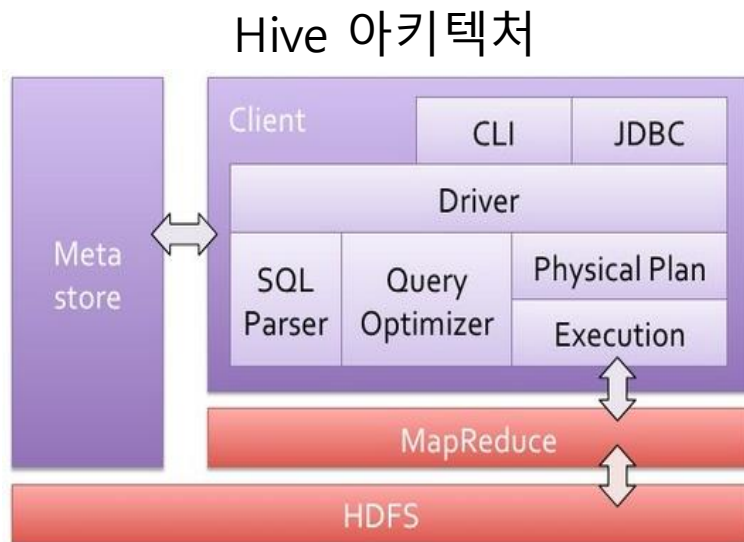 Hive 아키텍처
Client
CLI
JDBC
Driver
Meta
store
SQL
Parser
Query
Optimizer
Physical Plan
Execution
MapReduce
HDFS